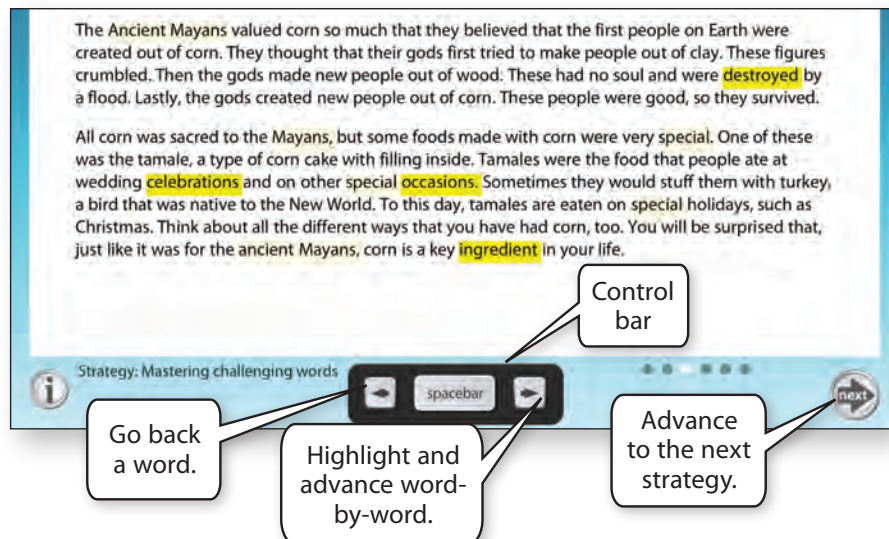 The Ancient Mayans valued corn so much that they believed that the first people on Earth were
created out of corn. They thought that their gods first tried to make people out of clay. These figures
crumbled. Then the gods made new people out of wood. These had no soul and were destroyed by
a flood. Lastly, the gods created new people out of corn. These people were good, so they survived.
All corn was sacred to the Mayans, but some foods made with corn were very special. One of these
was the tamale, a type of corn cake with filling inside. Tamales were the food that people ate at
wedding celebrations and on other special occasions. Sometimes they would stuff them with turkey,
a bird that was native to the New World. To this day, tamales are eaten on special holidays, such as
Christmas. Think about all the different ways that you have had corn, too. You will be surprised that,
just like it was for the ancient Mayans, corn is a key ingredient in your life.
Control
bar
i
Strategy: Mastering challenging words
spacebar
next
Go back
a word.
Highlight and
advance word-
by-word.
Advance
to the next
strategy.